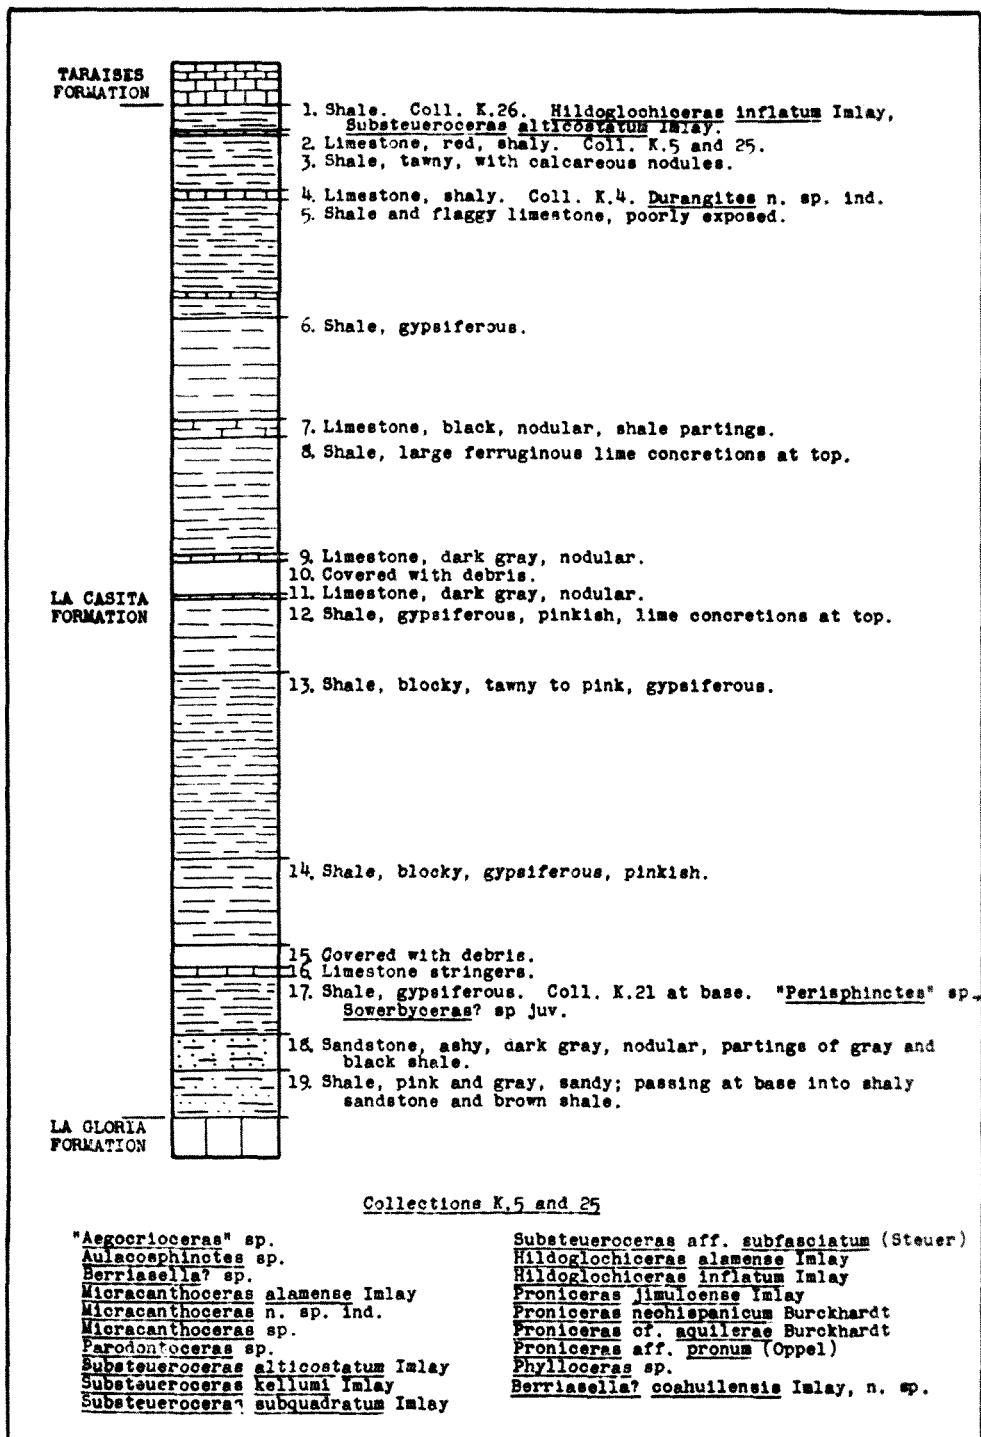 TARAISES
FORMATION
1. Shale. Coll. K.26. Hildoglochiceras inflatum Imlay,
Substeueroceras alticostatum Imlay.
2. Limestone, red, shaly. Coll. K.5 and 25.
3. Shale, tawny, with calcareous nodules.
4. Limestone, shaly. Coll. K.4. Durangites n. sp. ind.
5. Shale and flaggy limestone, poorly exposed.
6. Shale, gypsiferous.
7. Limestone, black, nodular, shale partings.
8. Shale, large ferruginous lime concretions at top.
9. Limestone, dark gray, nodular.
10. Covered with debris.
LA CASITA
FORMATION
11. Limestone, dark gray, nodular.
12. Shale, gypsiferous, pinkish, lime concretions at top.
13. Shale, blocky, tawny to pink, gypsiferous.
14. Shale, blocky, gypsiferous, pinkish.
15. Covered with debris.
16. Limestone stringers.
17. Shale, gypsiferous. Coll. K.21 at base. "Perisphinctes" sp.
Sowerbyceras? sp juv.
18. Sandstone, ashy, dark gray, nodular, partings of gray and
black shale.
19. Shale, pink and gray, sandy; passing at base into shaly
sandstone and brown shale.
LA GLORIA
FORMATION
Collections K.5 and 25
"Aegocrioceras" sp.
Aulacosphinctes sp.
Berriasella? sp.
Micracanthoceras alamense Imlay
Micracanthoceras n. sp. ind.
Micracanthoceras sp.
Parodontoceras sp.
Substeueroceras alticostatum Imlay
Substeueroceras kellumi Imlay
Substeueroceras subquadratum Imlay
Substeueroceras aff. subfasciatum (Steuer)
Hildoglochiceras alamense Imlay
Hildoglochiceras inflatum Imlay
Proniceras jimulcense Imlay
Proniceras neohispanicum Burckhardt
Proniceras cf. aquilerae Burckhardt
Proniceras aff. pronum (Oppel)
Phylloceras sp.
Berriasella? coahuilensis Imlay, n. sp.